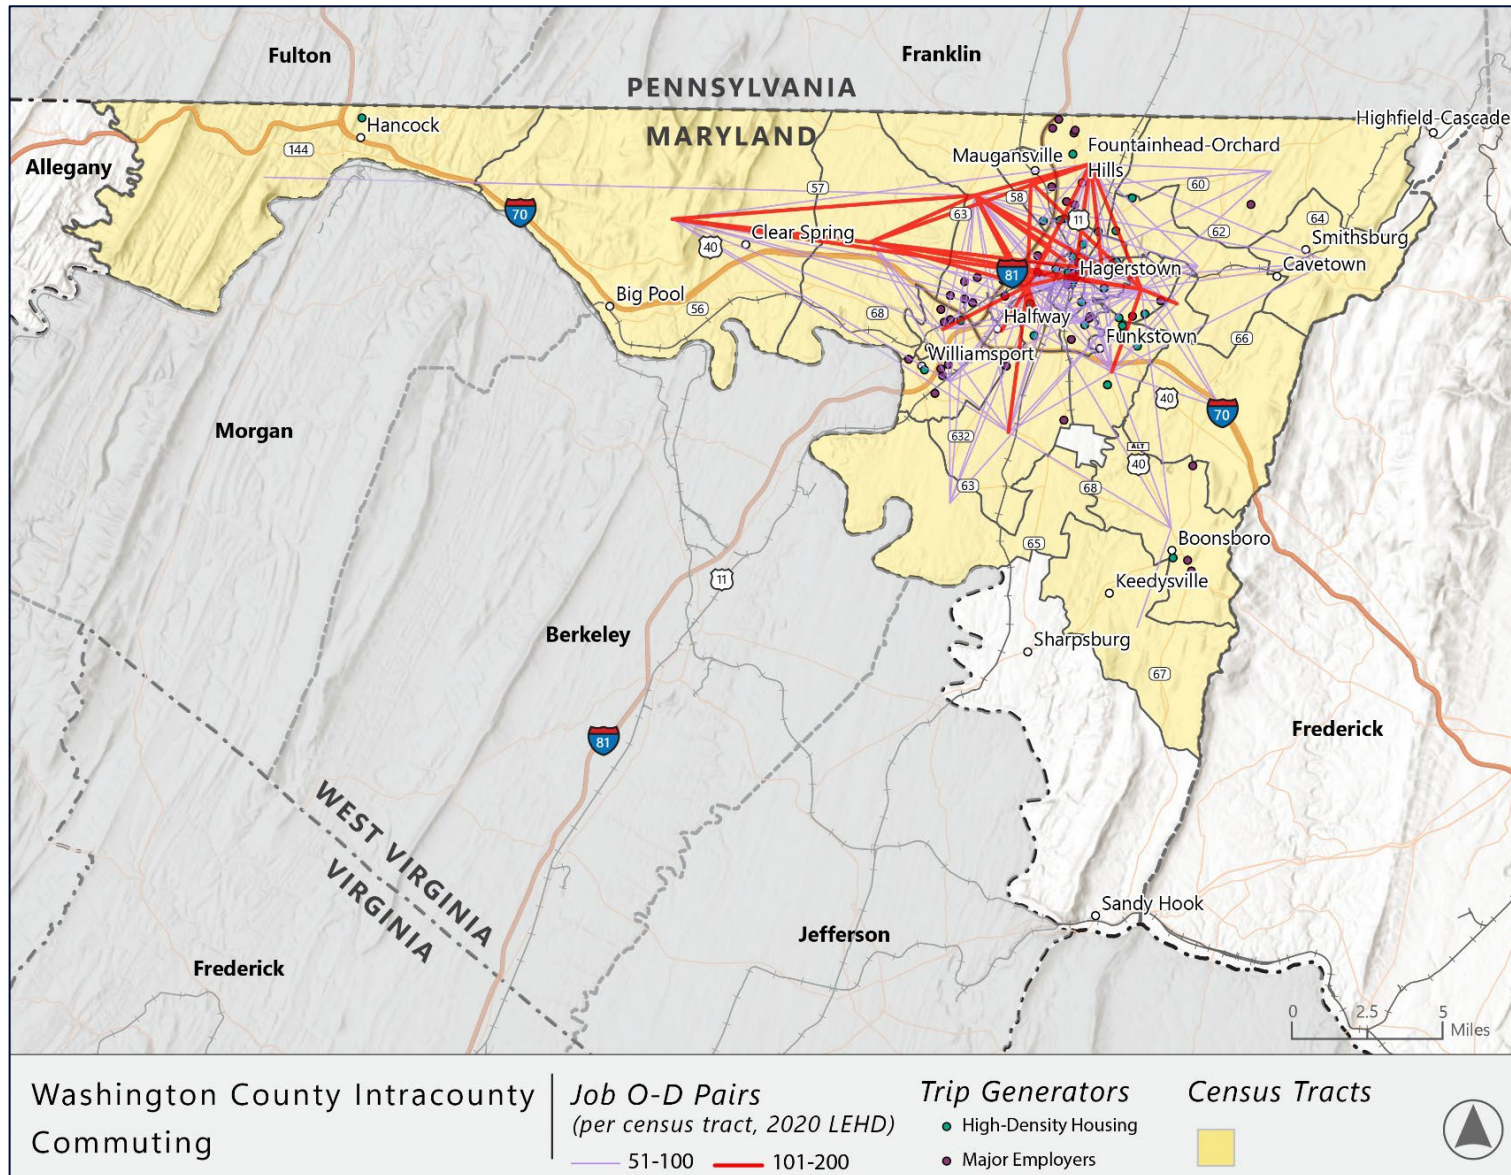 Fulton
Franklin
PENNSYLVANIA
MARYLAND
Highfield-Cascade
Hancock
144
Allegany
Maugansville
Fountainhead-Orchard
Hills
57
58
60
63
11
64
62
70
Clear Spring
40
Smithsburg
Cavetown
81
Hagerstown
Big Pool
56
68
Halfway
Funkstown
66
Williamsport
40
70
Morgan
632
ALT
40
63
68
65
Boonsboro
11
Keedysville
Berkeley
Sharpsburg
67
Frederick
81
WEST VIRGINIA
VIRGINIA
Sandy Hook
Jefferson
Frederick
0 2.5 5
Miles
Washington County Intracounty
Commuting
Job O-D Pairs
(per census tract, 2020 LEHD)
51-100 101-200
Trip Generators
High-Density Housing
Major Employers
Census Tracts